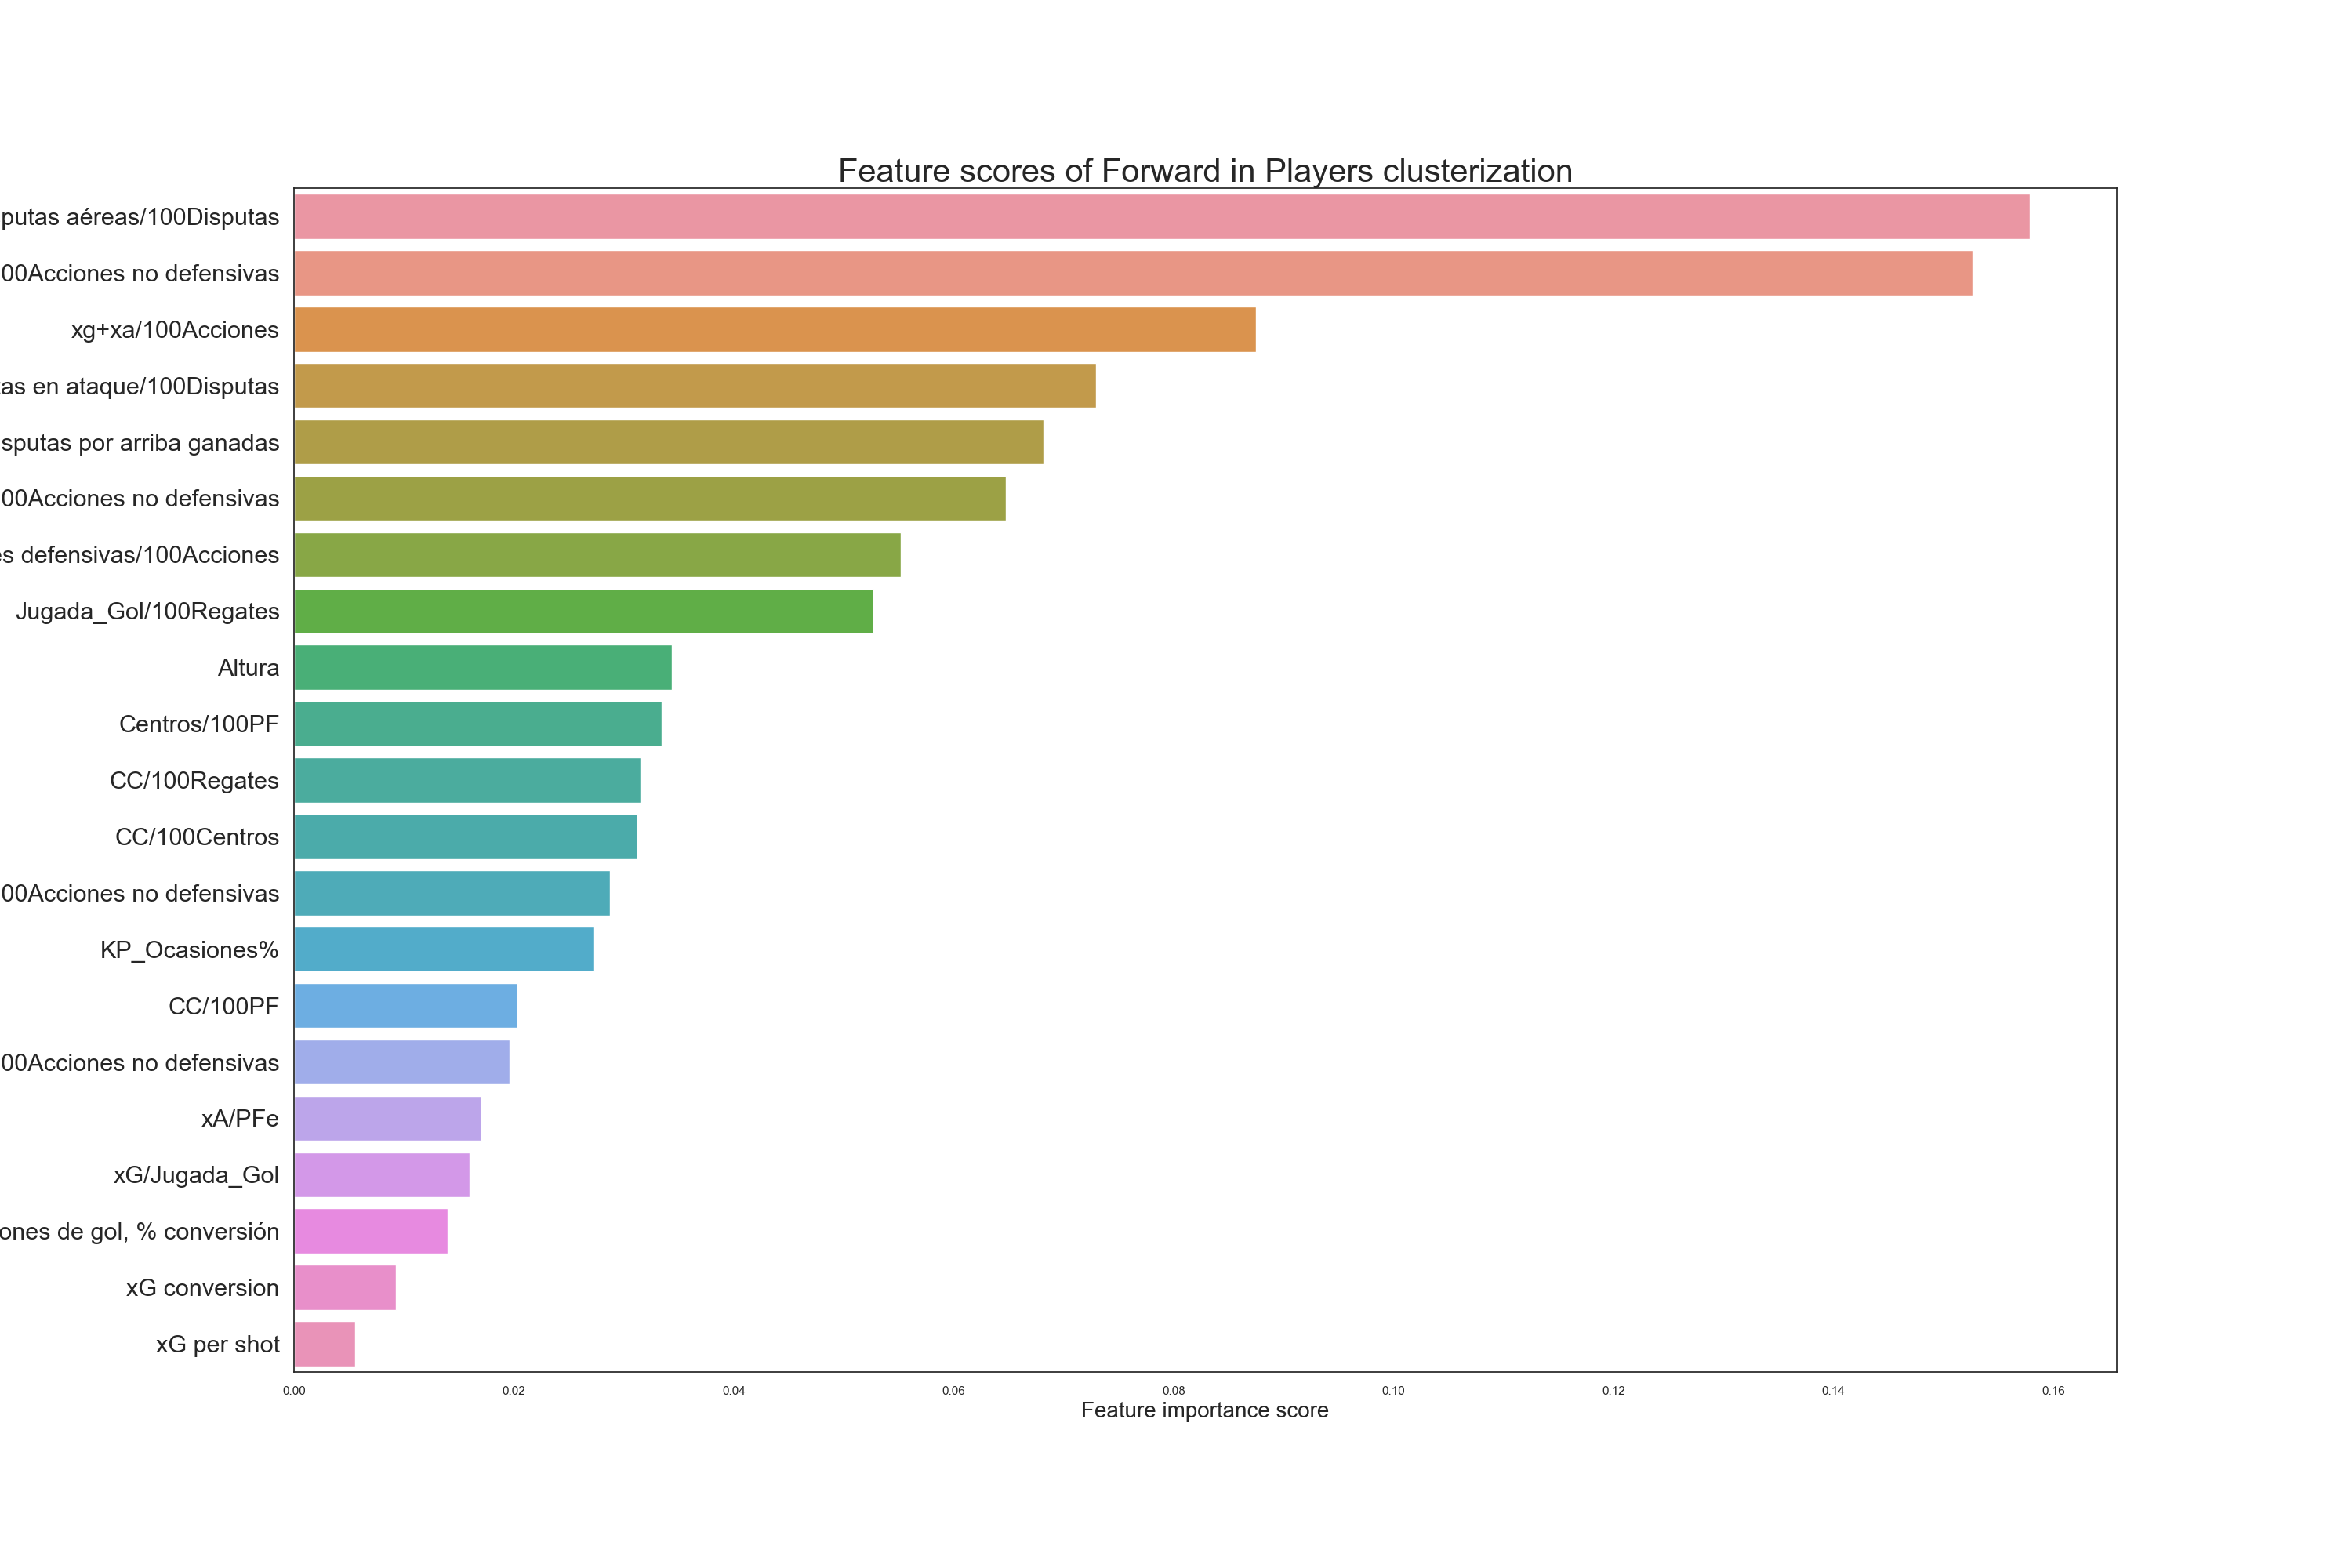 Feature scores of Forward in Players clusterization
putas aéreas/100Disputas
00Acciones no defensivas
xg+xa/100Acciones
as en ataque/100Disputas
sputas por arriba ganadas
00Acciones no defensivas
es defensivas/100Acciones
Jugada_Gol/100Regates
Altura
Centros/100PF
CC/100Regates
CC/100Centros
00Acciones no defensivas
KP_Ocasiones%
CC/100PF
00Acciones no defensivas
xA/PFe
xG/Jugada_Gol
ones de gol, % conversión
xG conversion
xG per shot
0.00 0.02 0.04 0.06 0.08 0.10 0.12 0.14 0.16
Feature importance score